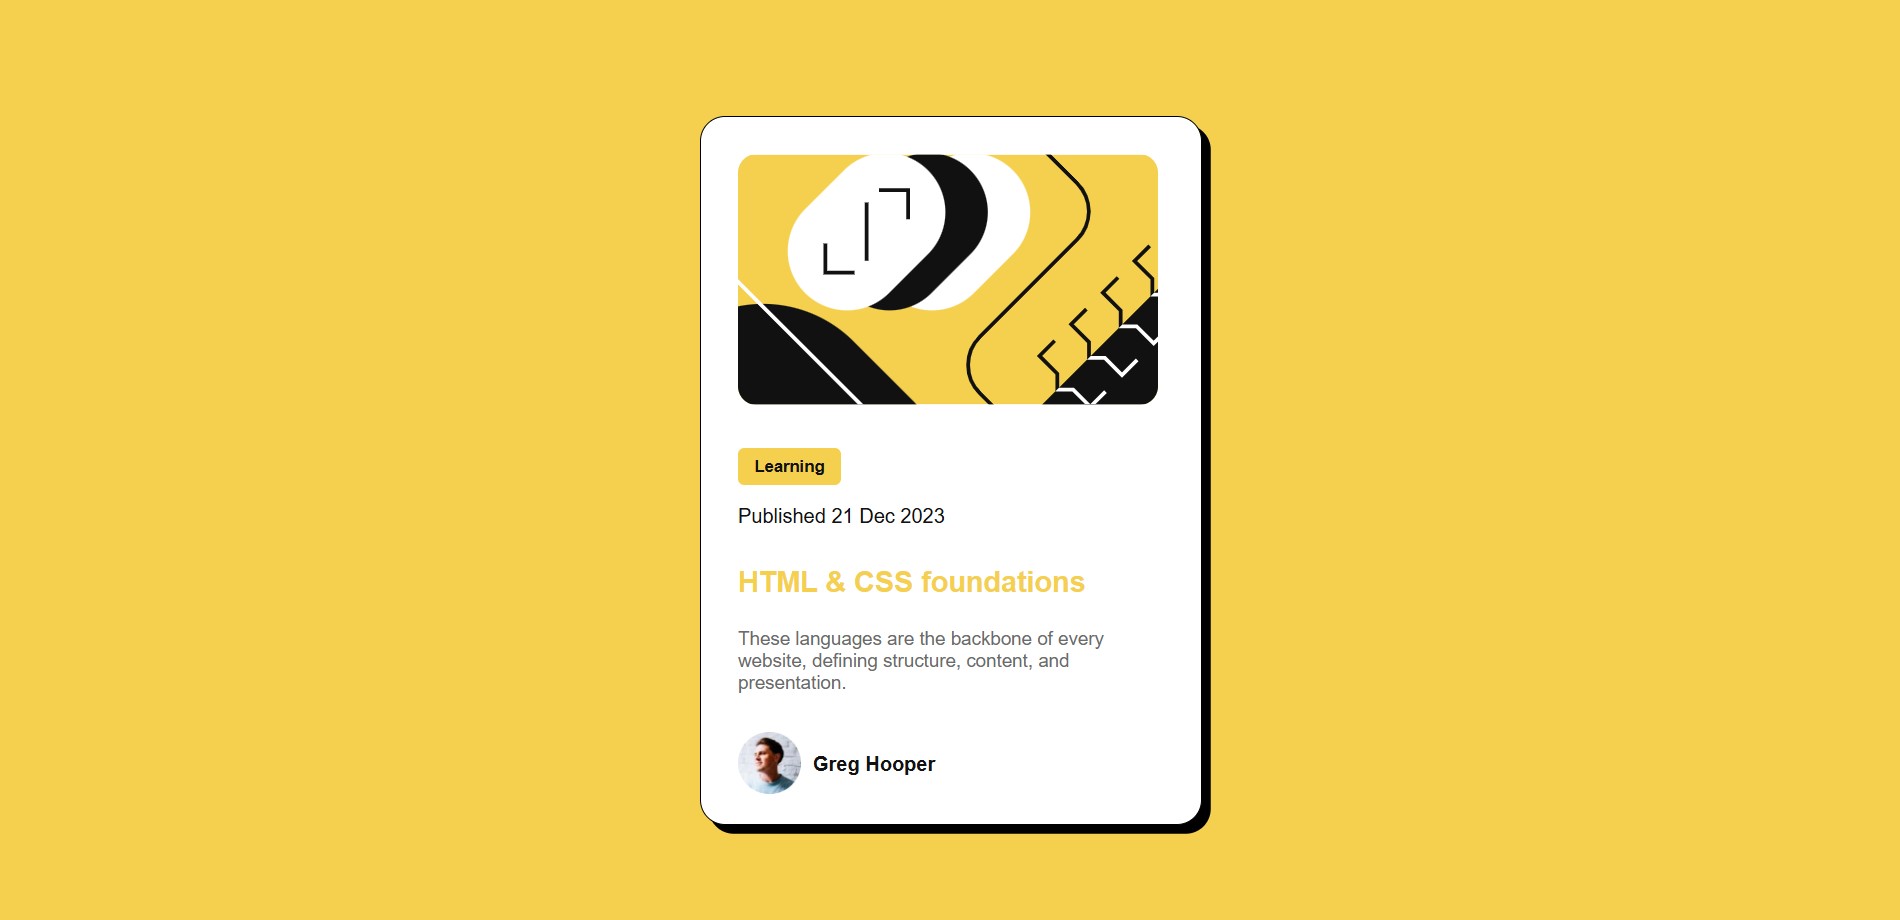 Learning
Published 21 Dec 2023
HTML & CSS foundations
These languages are the backbone of every
website, defining structure, content, and
presentation.
Greg Hooper